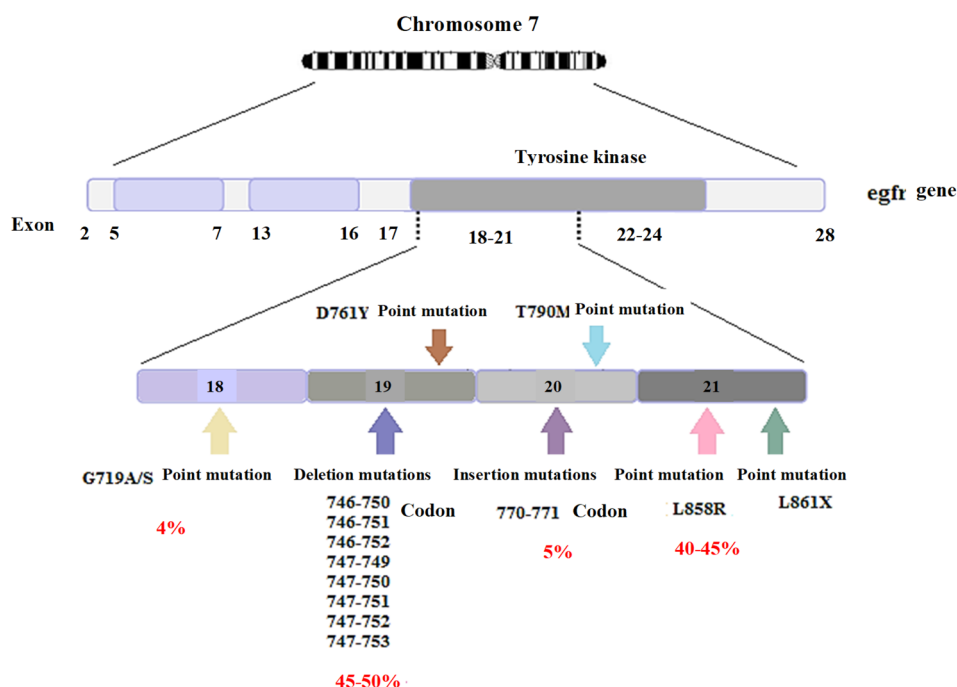 Chromosome 7
Tyrosine kinase
egfr gene
Exon
2 5 7 13 16 17 18-21 22-24 28
D761Y Point mutation T790M Point mutation
18 19 20 21
G719A/S Point mutation Deletion mutations Insertion mutations Point mutation Point mutation
746-750
746-751
746-752
747-749
747-750
747-751
747-752
747-753
Codon
770-771 Codon
L858R
L861X
4%
5%
40-45%
45-50%